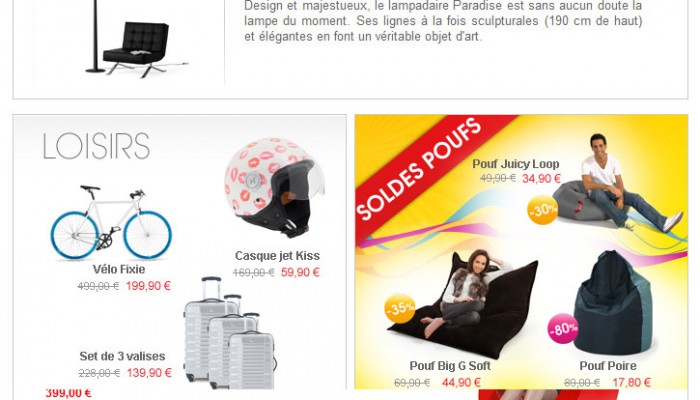 Design et majestueux, le lampadaire Paradise est sans aucun doute la
lampe du moment. Ses lignes à la fois sculpturales (190 cm de haut)
et élégantes en font un véritable objet d'art.
LOISIRS
Vélo Fixie
499,00 € 199,90 €
Casque jet Kiss
169,00 € 59,90 €
Set de 3 valises
228,00 € 139,90 €
399,00 €
SOLDES POUFS
Pouf Juicy Loop
49,90 € 34,90 €
-30%
-35%
Pouf Big G Soft
69,90 € 44,90 €
-80%
Pouf Poire
89,00 € 17,80 €